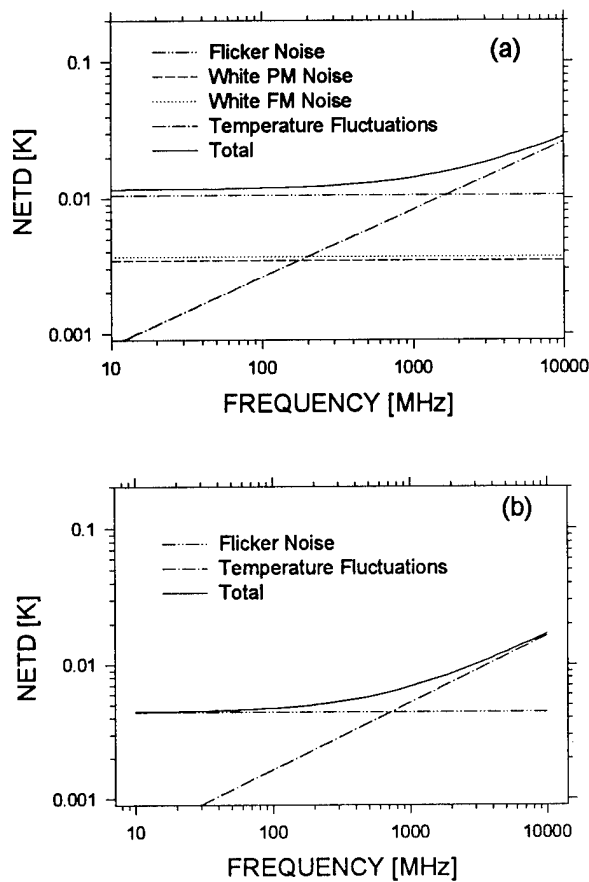 (a)
Flicker Noise
White PM Noise
White FM Noise
Temperature Fluctuations
Total
0.1
0.01
0.001
NETD [K]
10 100 1000 10000
FREQUENCY [MHz]
(b)
Flicker Noise
Temperature Fluctuations
Total
0.1
0.01
0.001
NETD [K]
10 100 1000 10000
FREQUENCY [MHz]